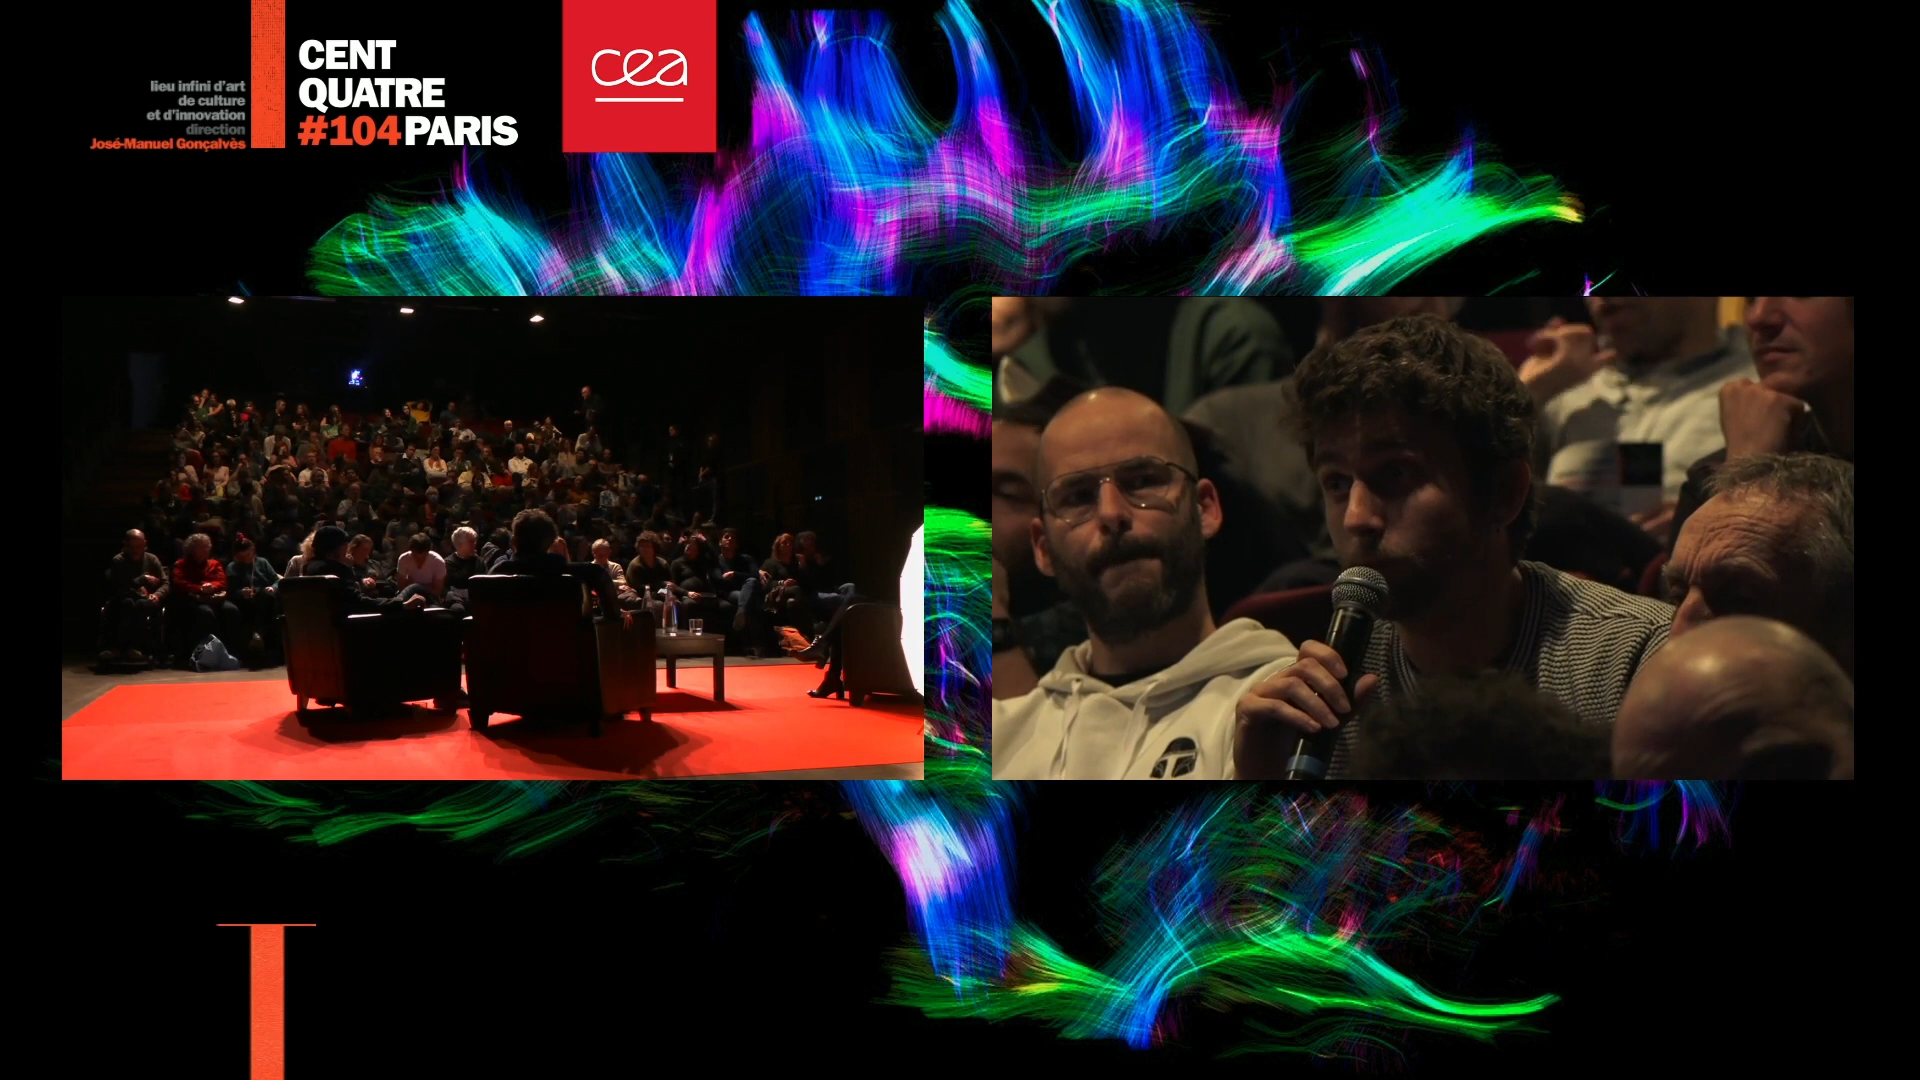 lieu infini d'art
de culture
et d'innovation
direction
José-Manuel Gonçalvès
CENT
QUATRE
#104PARIS
cea